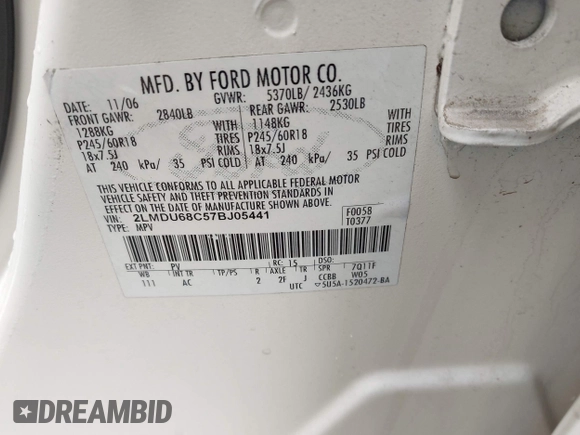 MFD. BY FORD MOTOR CO.
DATE: 11/06 GVWR: 5370LB/ 2436KG
FRONT GAWR: 2840LB REAR GAWR: 2530LB
1288KG WITH 1148KG WITH
P245/60R18 TIRES P245/60R18 TIRES
18x7.5J RIMS 18x7.5J RIMS
AT 240 kPa/ 35 PSI COLD AT 240 kPa/ 35 PSI COLD
THIS VEHICLE CONFORMS TO ALL APPLICABLE FEDERAL MOTOR
VEHICLE SAFETY AND THEFT PREVENTION STANDARDS IN
EFFECT ON THE DATE OF MANUFACTURE SHOWN ABOVE.
VIN: 2LMDU68C57BJ05441 F0058
TYPE: MPV T0377
EXT PNT: PV RC: 15 DSO:
WB INT TR TP/PS R AXLE TR SPR 7Q11F
111 AC 2 2F J CCBB W05
UTC ▽5U5A-1520472-BA
DREAMBID